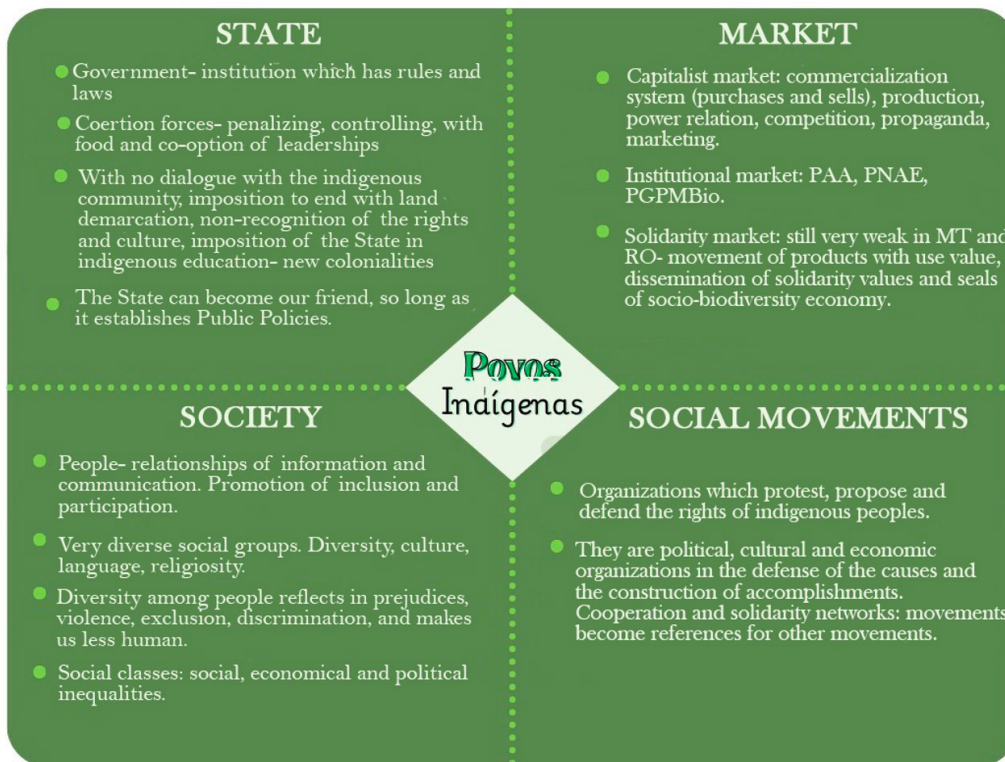 STATE
Government- institution which has rules and
laws
Coertion forces- penalizing, controlling, with
food and co-option of leaderships
With no dialogue with the indigenous
community, imposition to end with land
demarcation, non-recognition of the rights
and culture, imposition of the State in
indigenous education- new colonialities
The State can become our friend, so long as
it establishes Public Policies.
MARKET
Capitalist market: commercialization
system (purchases and sells), production,
power relation, competition, propaganda,
marketing.
Institutional market: PAA, PNAE,
PGPMBio.
Solidarity market: still very weak in MT and
RO- movement of products with use value,
dissemination of solidarity values and seals
of socio-biodiversity economy.
Povos
Indígenas
SOCIETY
People- relationships of information and
communication. Promotion of inclusion and
participation.
Very diverse social groups. Diversity, culture,
language, religiosity.
Diversity among people reflects in prejudices,
violence, exclusion, discrimination, and makes
us less human.
Social classes: social, economical and political
inequalities.
SOCIAL MOVEMENTS
Organizations which protest, propose and
defend the rights of indigenous peoples.
They are political, cultural and economic
organizations in the defense of the causes and
the construction of accomplishments.
Cooperation and solidarity networks: movements
become references for other movements.